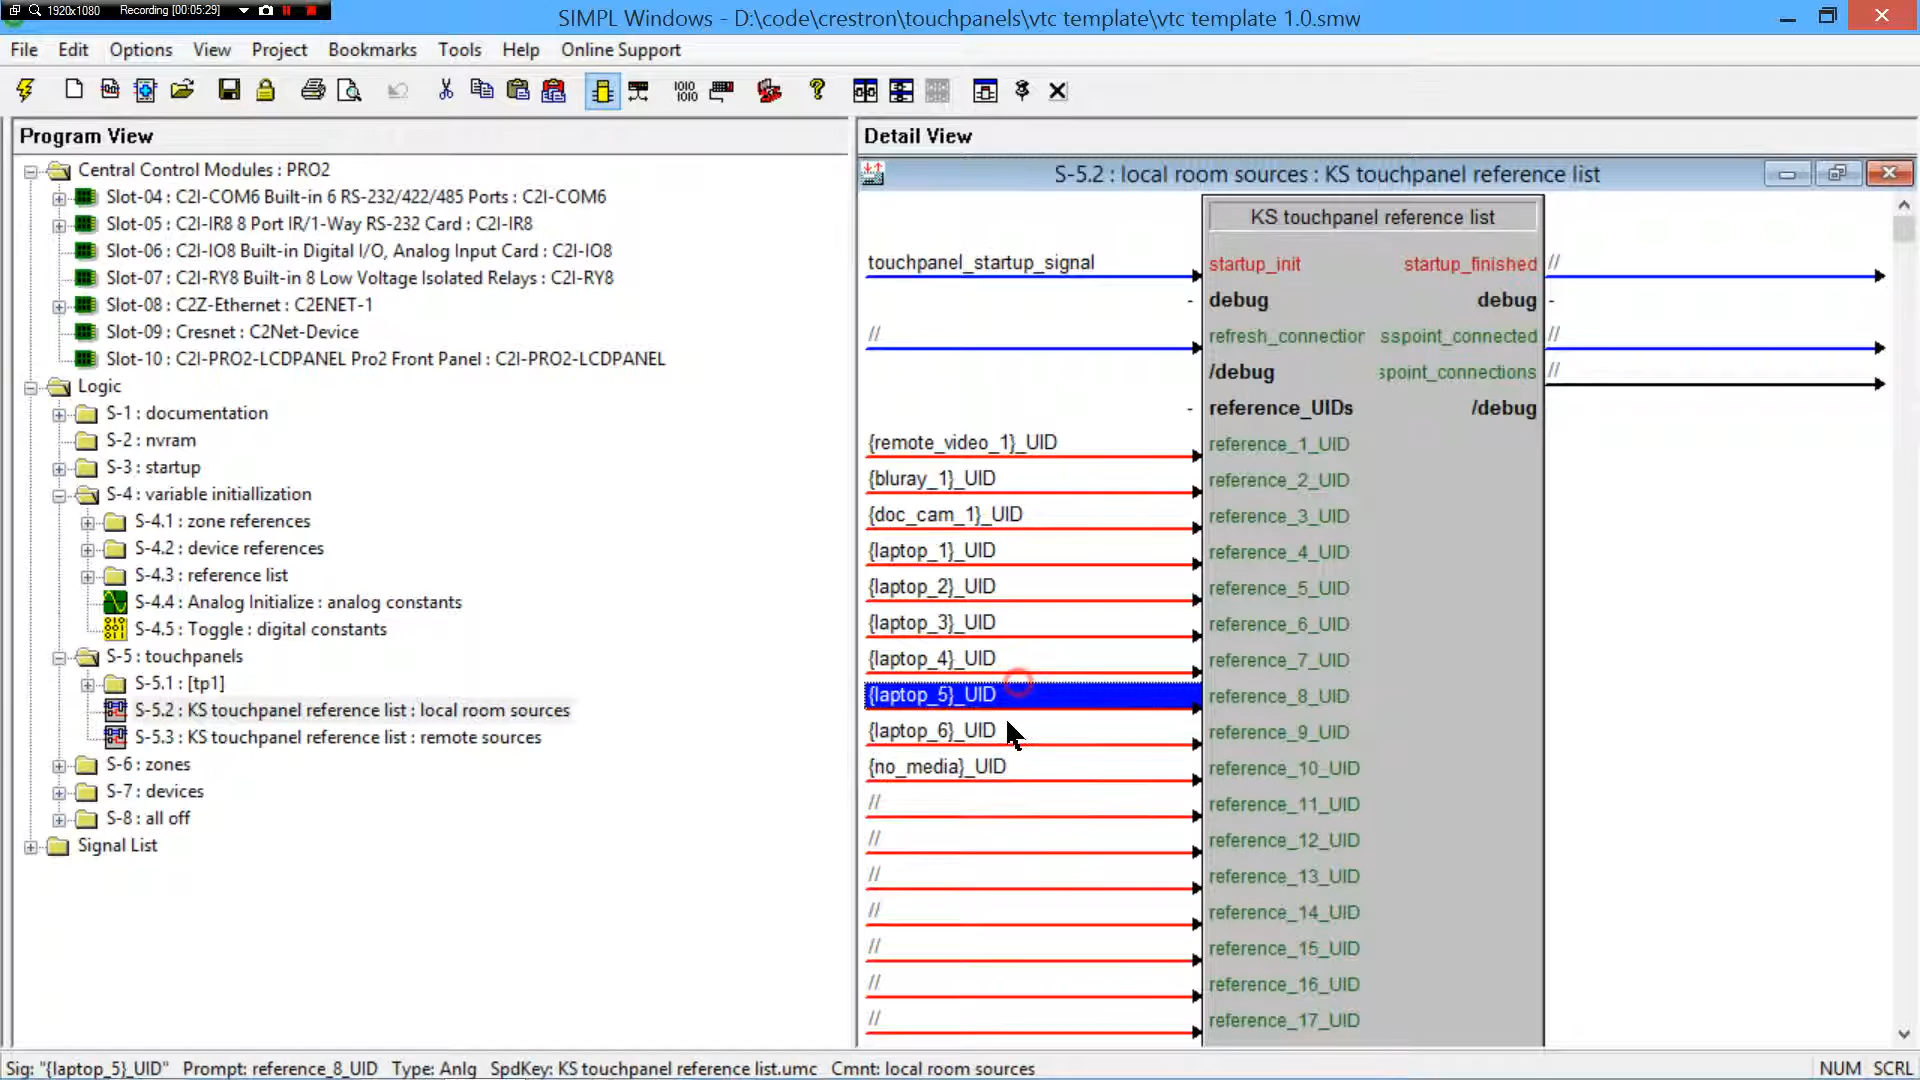 1920x1080 Recording [00:05:29]
SIMPL Windows - D:\code\crestron\touchpanels\vtc template\vtc template 1.0.smw
File Edit Options View Project Bookmarks Tools Help Online Support
Program View
Central Control Modules : PRO2
Slot-04 : C2I-COM6 Built-in 6 RS-232/422/485 Ports : C2I-COM6
Slot-05 : C2I-IR8 8 Port IR/1-Way RS-232 Card : C2I-IR8
Slot-06 : C2I-IO8 Built-in Digital I/O, Analog Input Card : C2I-IO8
Slot-07 : C2I-RY8 Built-in 8 Low Voltage Isolated Relays : C2I-RY8
Slot-08 : C2Z-Ethernet : C2ENET-1
Slot-09 : Cresnet : C2Net-Device
Slot-10 : C2I-PRO2-LCDPANEL Pro2 Front Panel : C2I-PRO2-LCDPANEL
Logic
S-1 : documentation
S-2 : nvram
S-3 : startup
S-4 : variable initiallization
S-4.1 : zone references
S-4.2 : device references
S-4.3 : reference list
S-4.4 : Analog Initialize : analog constants
S-4.5 : Toggle : digital constants
S-5 : touchpanels
S-5.1 : [tp1]
S-5.2 : KS touchpanel reference list : local room sources
S-5.3 : KS touchpanel reference list : remote sources
S-6 : zones
S-7 : devices
S-8 : all off
Signal List
Detail View
S-5.2 : local room sources : KS touchpanel reference list
KS touchpanel reference list
touchpanel_startup_signal startup_init startup_finished //
- debug debug -
// refresh_connection sspoint_connected //
/debug spoint_connections //
- reference_UIDs /debug
{remote_video_1}_UID reference_1_UID
{bluray_1}_UID reference_2_UID
{doc_cam_1}_UID reference_3_UID
{laptop_1}_UID reference_4_UID
{laptop_2}_UID reference_5_UID
{laptop_3}_UID reference_6_UID
{laptop_4}_UID reference_7_UID
{laptop_5}_UID reference_8_UID
{laptop_6}_UID reference_9_UID
{no_media}_UID reference_10_UID
// reference_11_UID
// reference_12_UID
// reference_13_UID
// reference_14_UID
// reference_15_UID
// reference_16_UID
// reference_17_UID
Sig: "{laptop_5}_UID" Prompt: reference_8_UID Type: Anlg SpdKey: KS touchpanel reference list.umc Cmnt: local room sources NUM SCRL